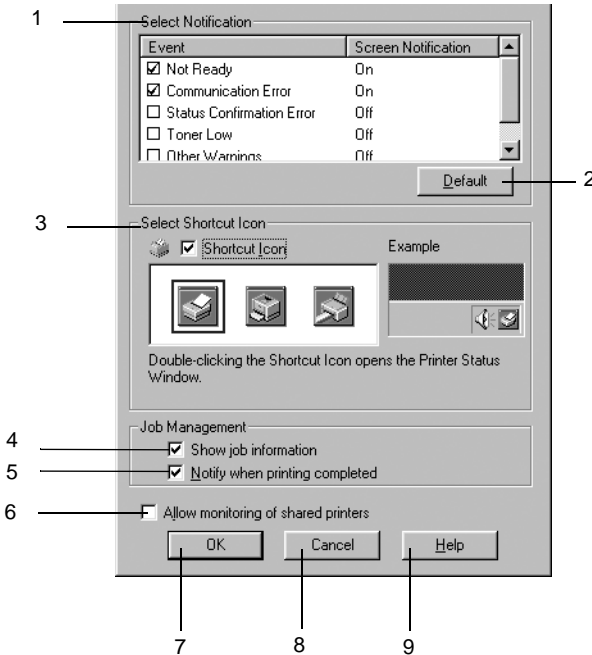 1
Select Notification
Event Screen Notification
Not Ready On
Communication Error On
Status Confirmation Error Off
Toner Low Off
Other Warnings Off
Default
2
3
Select Shortcut Icon
Shortcut Icon
Example
Double-clicking the Shortcut Icon opens the Printer Status
Window.
Job Management
4
Show job information
5
Notify when printing completed
6
Allow monitoring of shared printers
OK Cancel Help
7 8 9